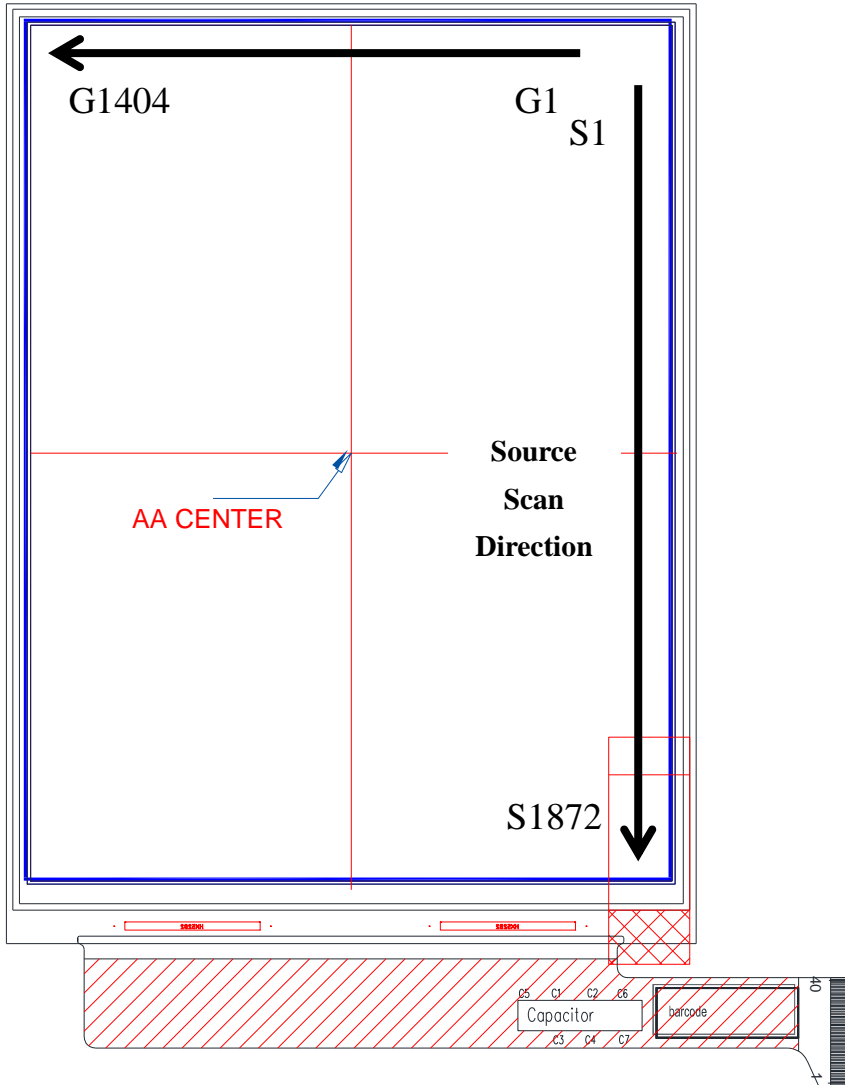 G1404
G1
S1
Source
Scan
Direction
AA CENTER
S1872
C5 C1 C2 C6
Capacitor
barcode
C3 C4 C7
40
1